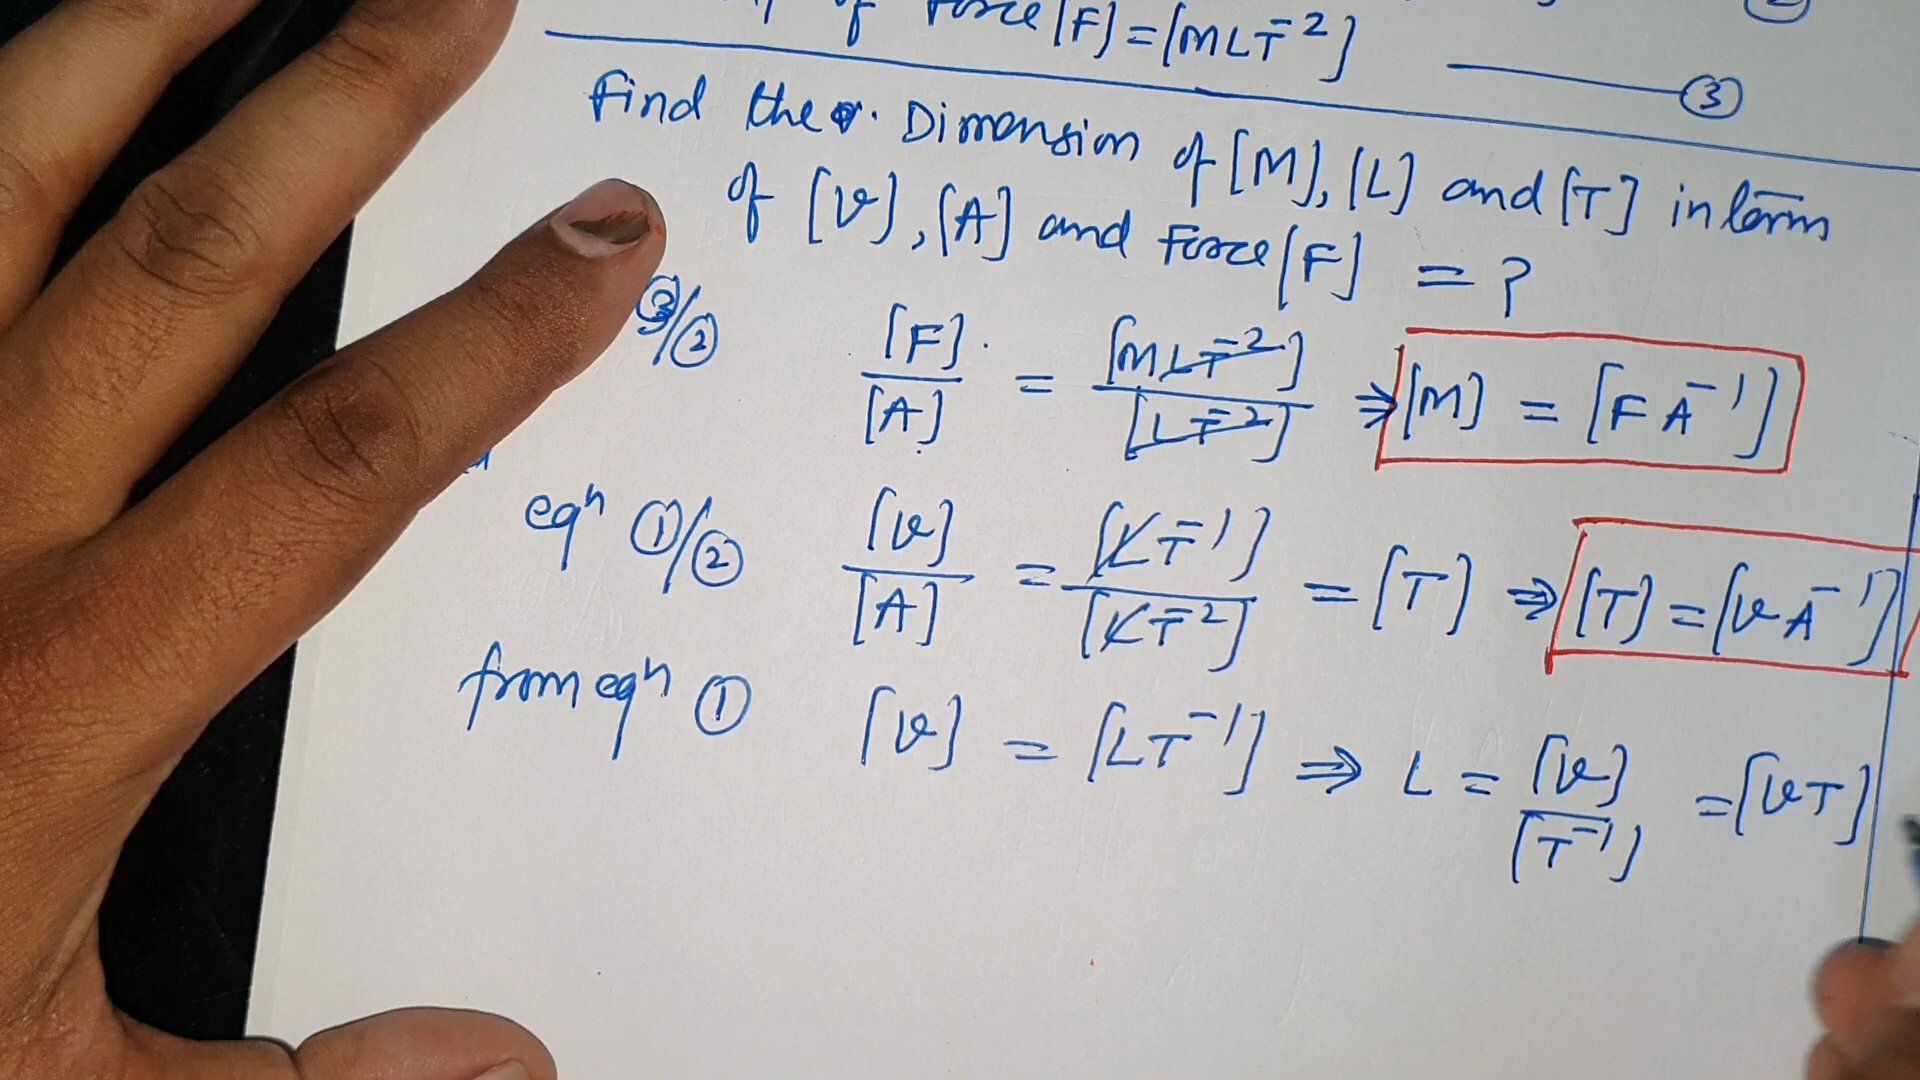 of Force [F] = [MLT⁻²] ③
Find the Dimension of [M], [L] and [T] in term
of [v], [A] and Force [F] = ?
③/② [F]/[A] = [MLT⁻²]/[LT⁻²] ⇒ [M] = [FA⁻¹]
eqⁿ ①/② [v]/[A] = [LT⁻¹]/[LT⁻²] = [T] ⇒ [T] = [vA⁻¹]
from eqⁿ ① [v] = [LT⁻¹] ⇒ L = [v]/[T⁻¹] = [vT]